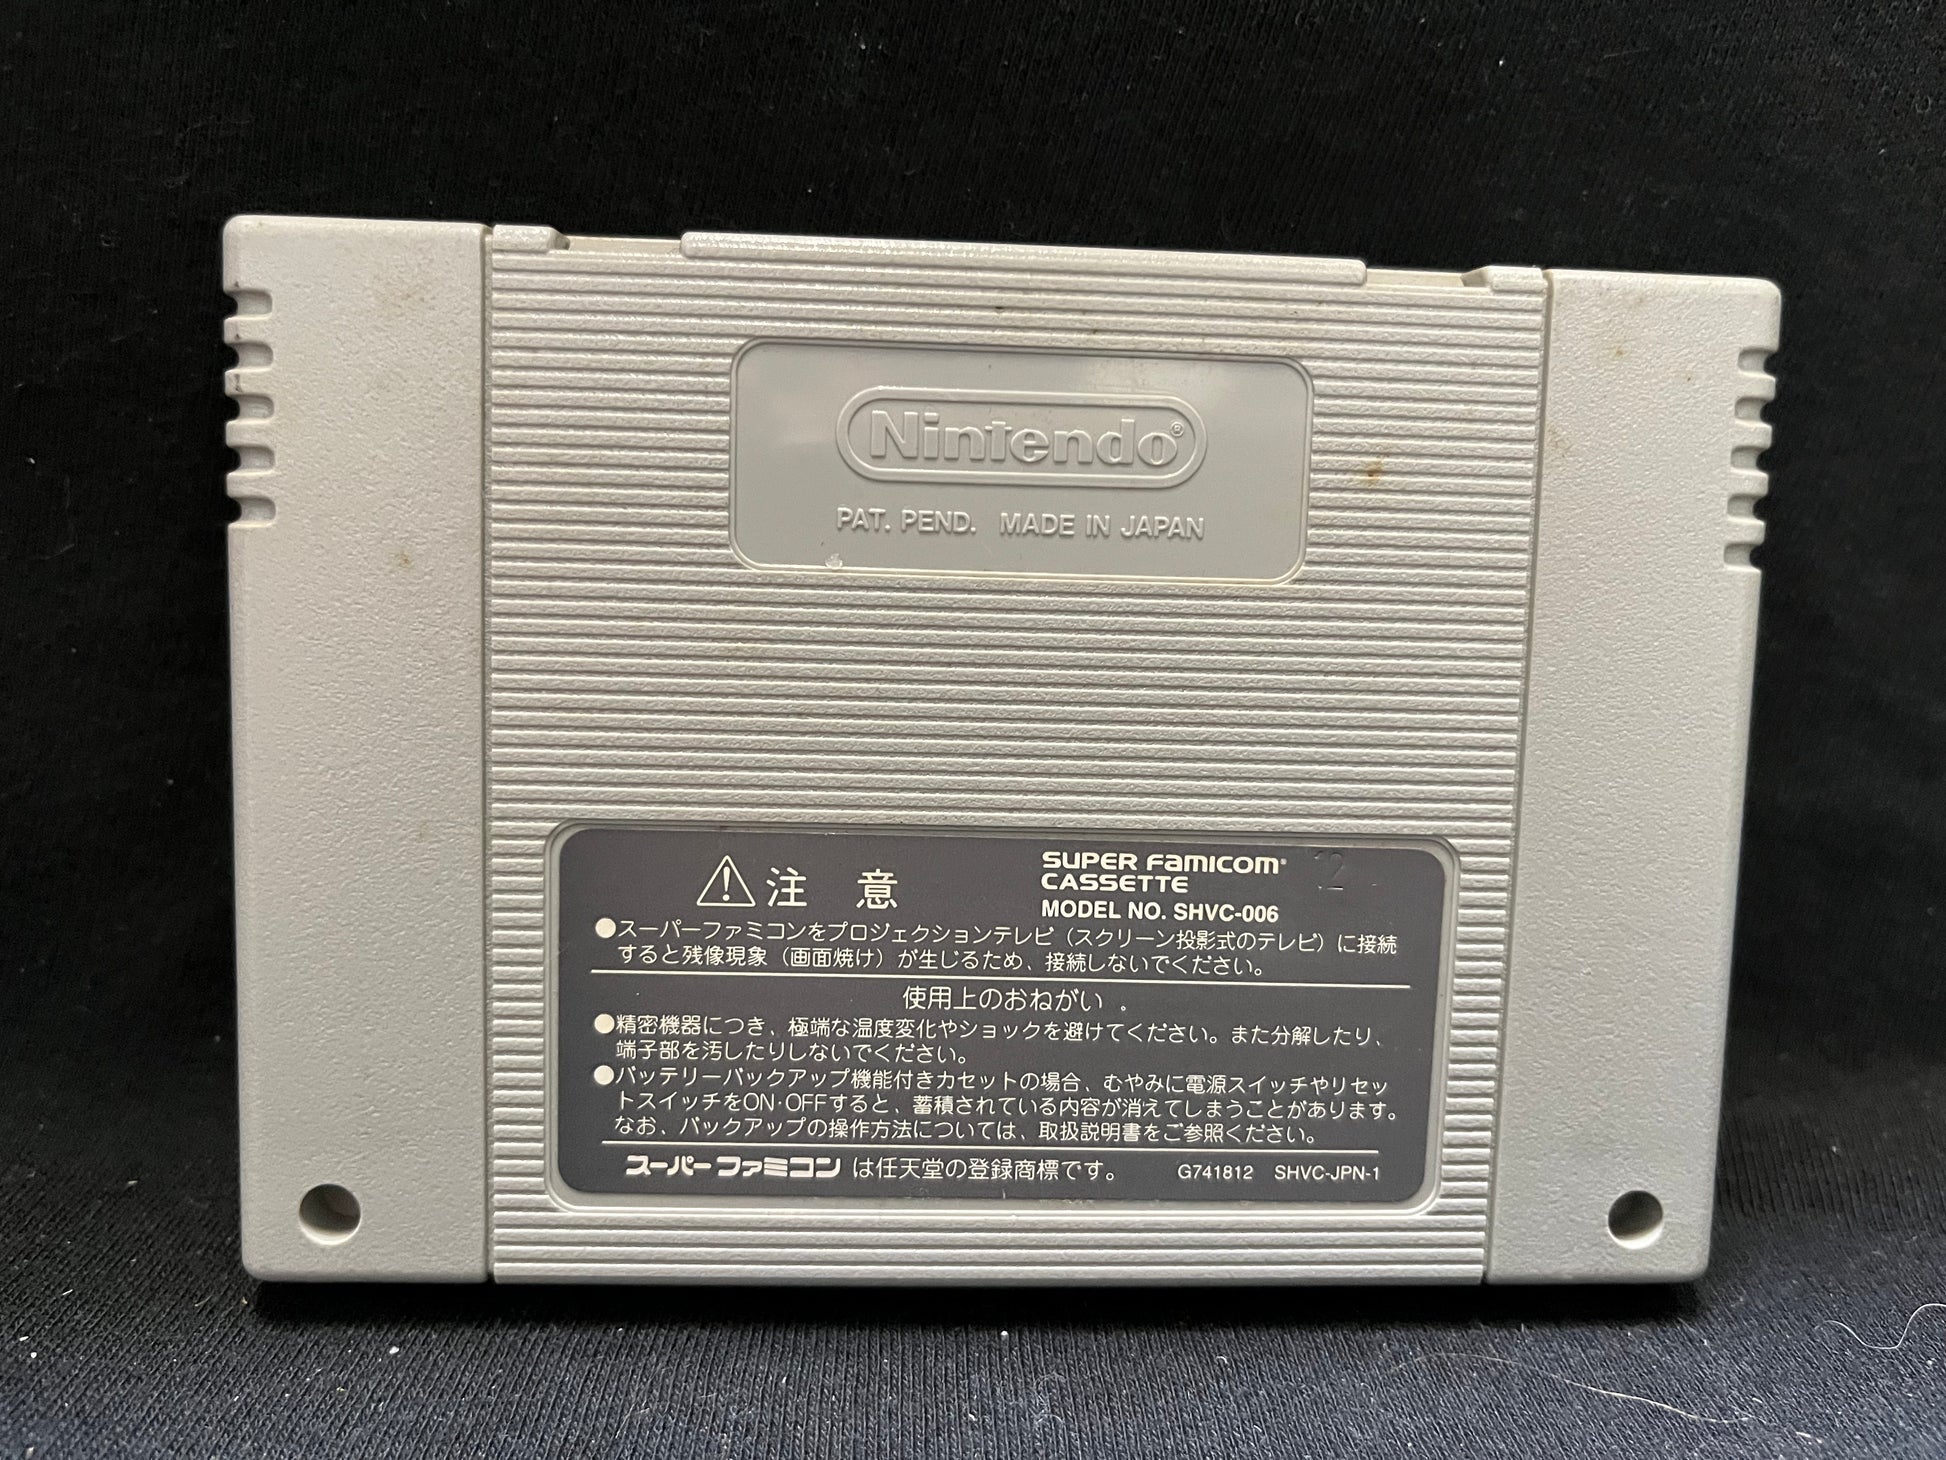 Nintendo®
PAT. PEND. MADE IN JAPAN
注 意
SUPER FAMICOM®
CASSETTE
MODEL NO. SHVC-006
12
●スーパーファミコンをプロジェクションテレビ（スクリーン投影式のテレビ）に接続
すると残像現象（画面焼け）が生じるため、接続しないでください。
使用上のおねがい。
●精密機器につき、極端な温度変化やショックを避けてください。また分解したり、
端子部を汚したりしないでください。
●バッテリーバックアップ機能付きカセットの場合、むやみに電源スイッチやリセッ
トスイッチをON・OFFすると、蓄積されている内容が消えてしまうことがあります。
なお、バックアップの操作方法については、取扱説明書をご参照ください。
スーパーファミコン は任天堂の登録商標です。 G741812 SHVC-JPN-1